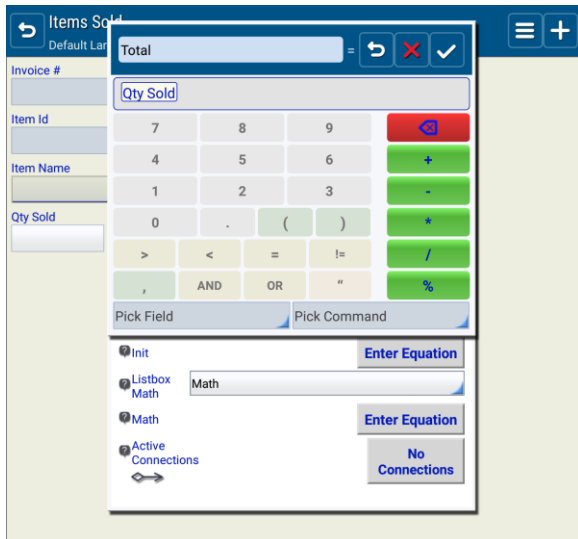 Items So
Default Lar
Total =
Invoice #
Qty Sold
7 8 9
Item Id
4 5 6 +
Item Name
1 2 3 -
Qty Sold
0 . ( ) *
> < = != /
, AND OR " %
Pick Field Pick Command
Init Enter Equation
Listbox
Math
Math
Math Enter Equation
Active
Connections
No
Connections